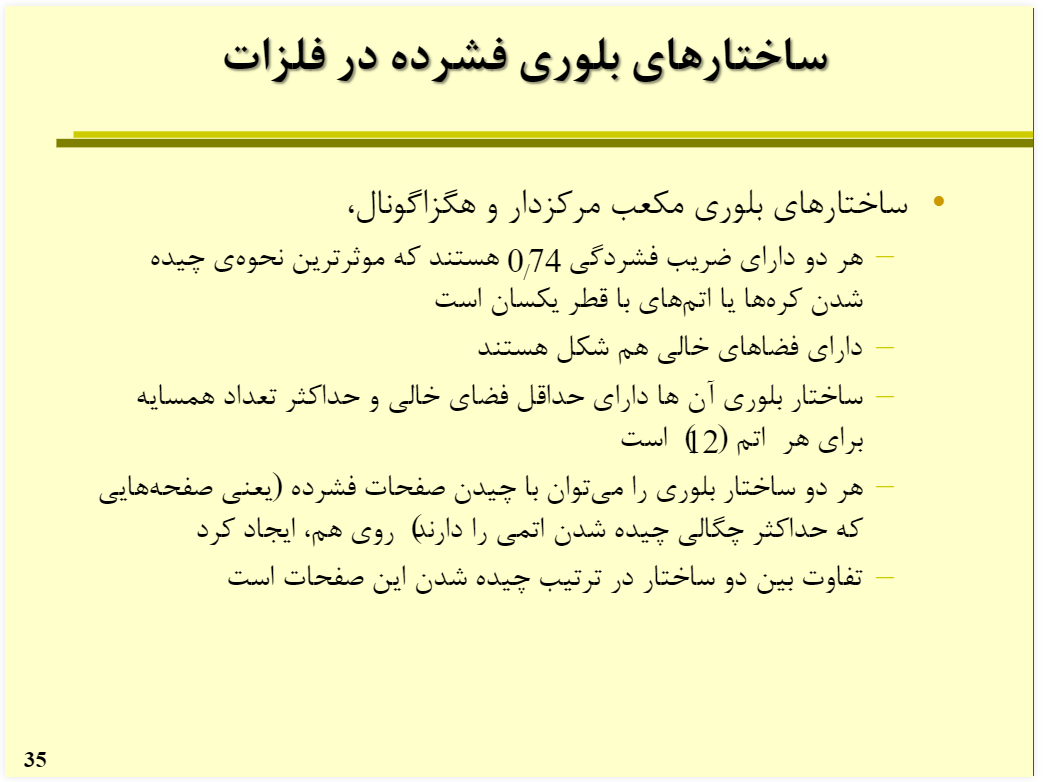 ساختارهای بلوری فشرده در فلزات
• ساختارهای بلوری مکعب مرکزدار و هگزاگونال،
– هر دو دارای ضریب فشردگی 0/74 هستند که موثرترین نحوه‌ی چیده
شدن کره‌ها یا اتم‌های با قطر یکسان است
– دارای فضاهای خالی هم شکل هستند
– ساختار بلوری آن ها دارای حداقل فضای خالی و حداکثر تعداد همسایه
برای هر اتم (12) است
– هر دو ساختار بلوری را می‌توان با چیدن صفحات فشرده (یعنی صفحه‌هایی
که حداکثر چگالی چیده شدن اتمی را دارند) روی هم، ایجاد کرد
– تفاوت بین دو ساختار در ترتیب چیده شدن این صفحات است
35